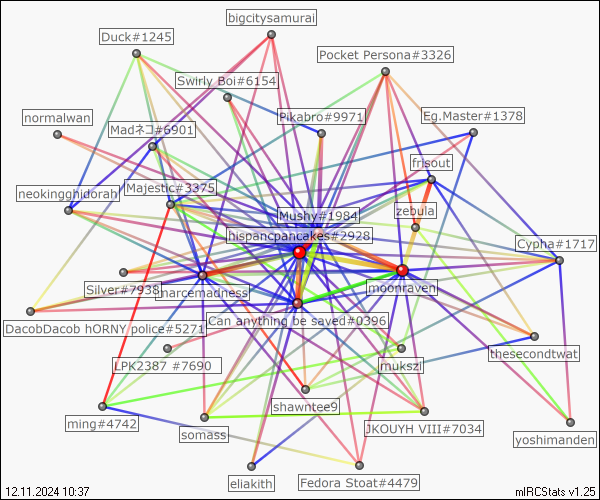 bigcitysamurai
Duck#1245
Pocket Persona#3326
Swirly Boi#6154
Eg.Master#1378
normalwan
Pikabro#9971
Madネコ#6901
frisout
Majestic#3375
neokingghidorah
Mushy#1984
zebula
hispancpancakes#2928
Cypha#1717
Silver#7938
narcemadness
moonraven
DacobDacob hORNY police#5271
Can anything be saved#0396
thesecondtwat
LPK2387 #7690
mukszi
shawntee9
ming#4742
somass
JKOUYH VIII#7034
yoshimanden
eliakith
Fedora Stoat#4479
12.11.2024 10:37
mIRCStats v1.25